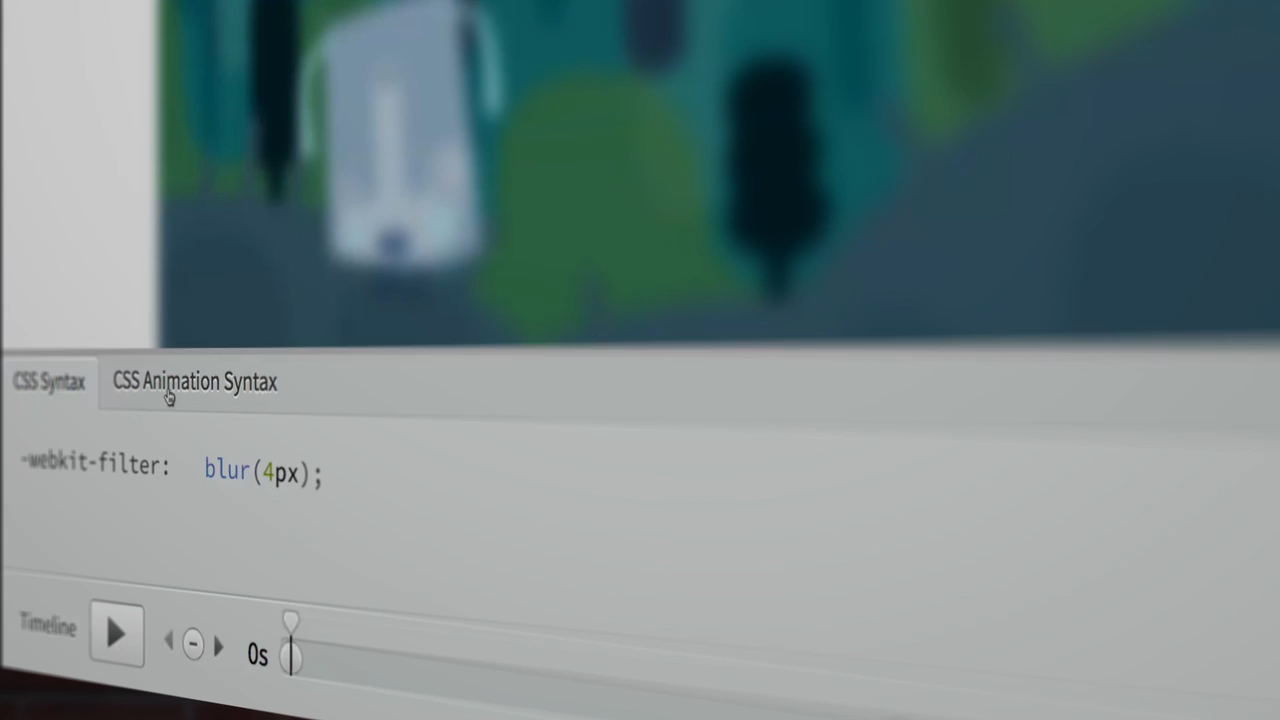 CSS Syntax CSS Animation Syntax
-webkit-filter: blur(4px);
Timeline 0s